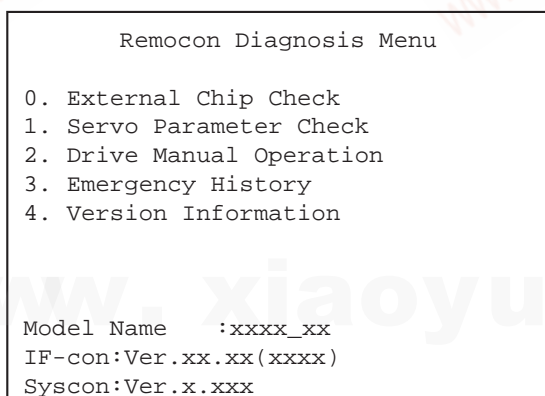 Remocon Diagnosis Menu
0. External Chip Check
1. Servo Parameter Check
2. Drive Manual Operation
3. Emergency History
4. Version Information
Model Name :xxxx_xx
IF-con:Ver.xx.xx(xxxx)
Syscon:Ver.x.xxx